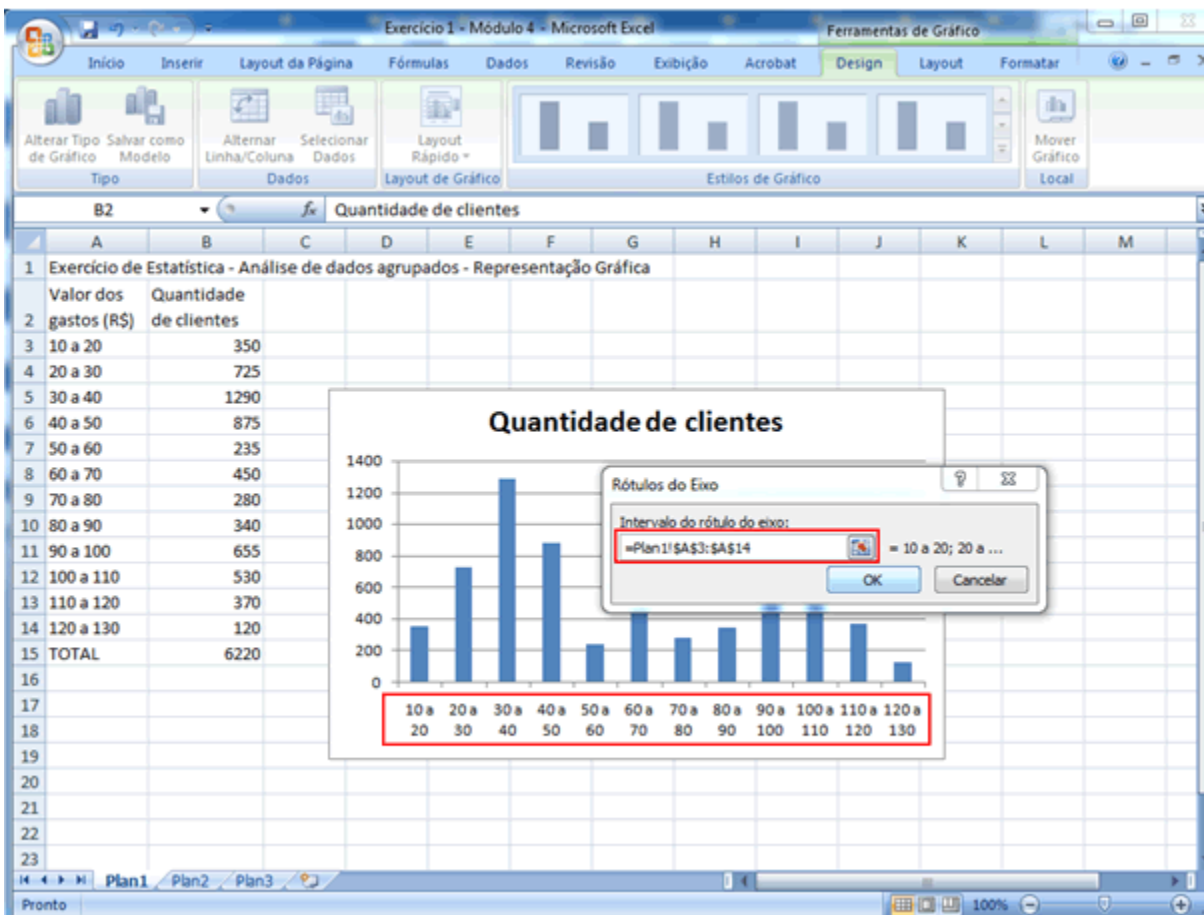 Exercício 1 - Módulo 4 - Microsoft Excel
Ferramentas de Gráfico
Início Inserir Layout da Página Fórmulas Dados Revisão Exibição Acrobat Design Layout Formatar
Alterar Tipo de Gráfico
Salvar como Modelo
Alternar Linha/Coluna
Selecionar Dados
Layout Rápido
Mover Gráfico
Tipo Dados Layout de Gráfico Estilos de Gráfico Local
B2 fx Quantidade de clientes
A B C D E F G H I J K L M
1 Exercício de Estatística - Análise de dados agrupados - Representação Gráfica
Valor dos Quantidade
2 gastos (R$) de clientes
3 10 a 20 350
4 20 a 30 725
5 30 a 40 1290
6 40 a 50 875
7 50 a 60 235
8 60 a 70 450
9 70 a 80 280
10 80 a 90 340
11 90 a 100 655
12 100 a 110 530
13 110 a 120 370
14 120 a 130 120
15 TOTAL 6220
16
17
18
19
20
21
22
23
Quantidade de clientes
1400
1200
1000
800
600
400
200
0
10 a 20 a 30 a 40 a 50 a 60 a 70 a 80 a 90 a 100 a 110 a 120 a
20 30 40 50 60 70 80 90 100 110 120 130
Rótulos do Eixo
Intervalo do rótulo do eixo:
=Plan1!$A$3:$A$14 = 10 a 20; 20 a ...
OK Cancelar
Plan1 Plan2 Plan3
Pronto 100%